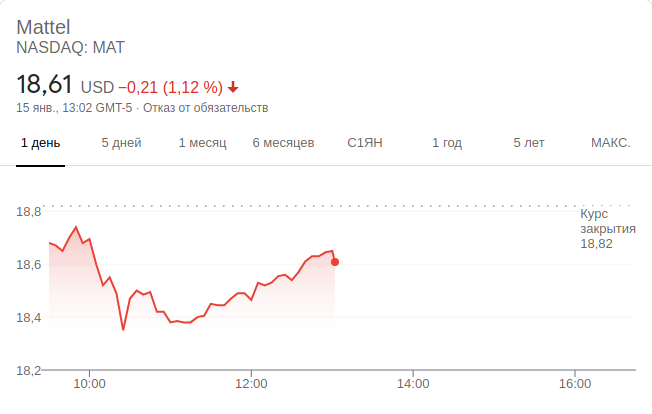 Mattel
NASDAQ: MAT
18,61 USD −0,21 (1,12 %)
15 янв., 13:02 GMT-5 · Отказ от обязательств
1 день 5 дней 1 месяц 6 месяцев С1ЯН 1 год 5 лет МАКС.
18,8
Курс
закрытия
18,82
18,6
18,4
18,2
10:00 12:00 14:00 16:00